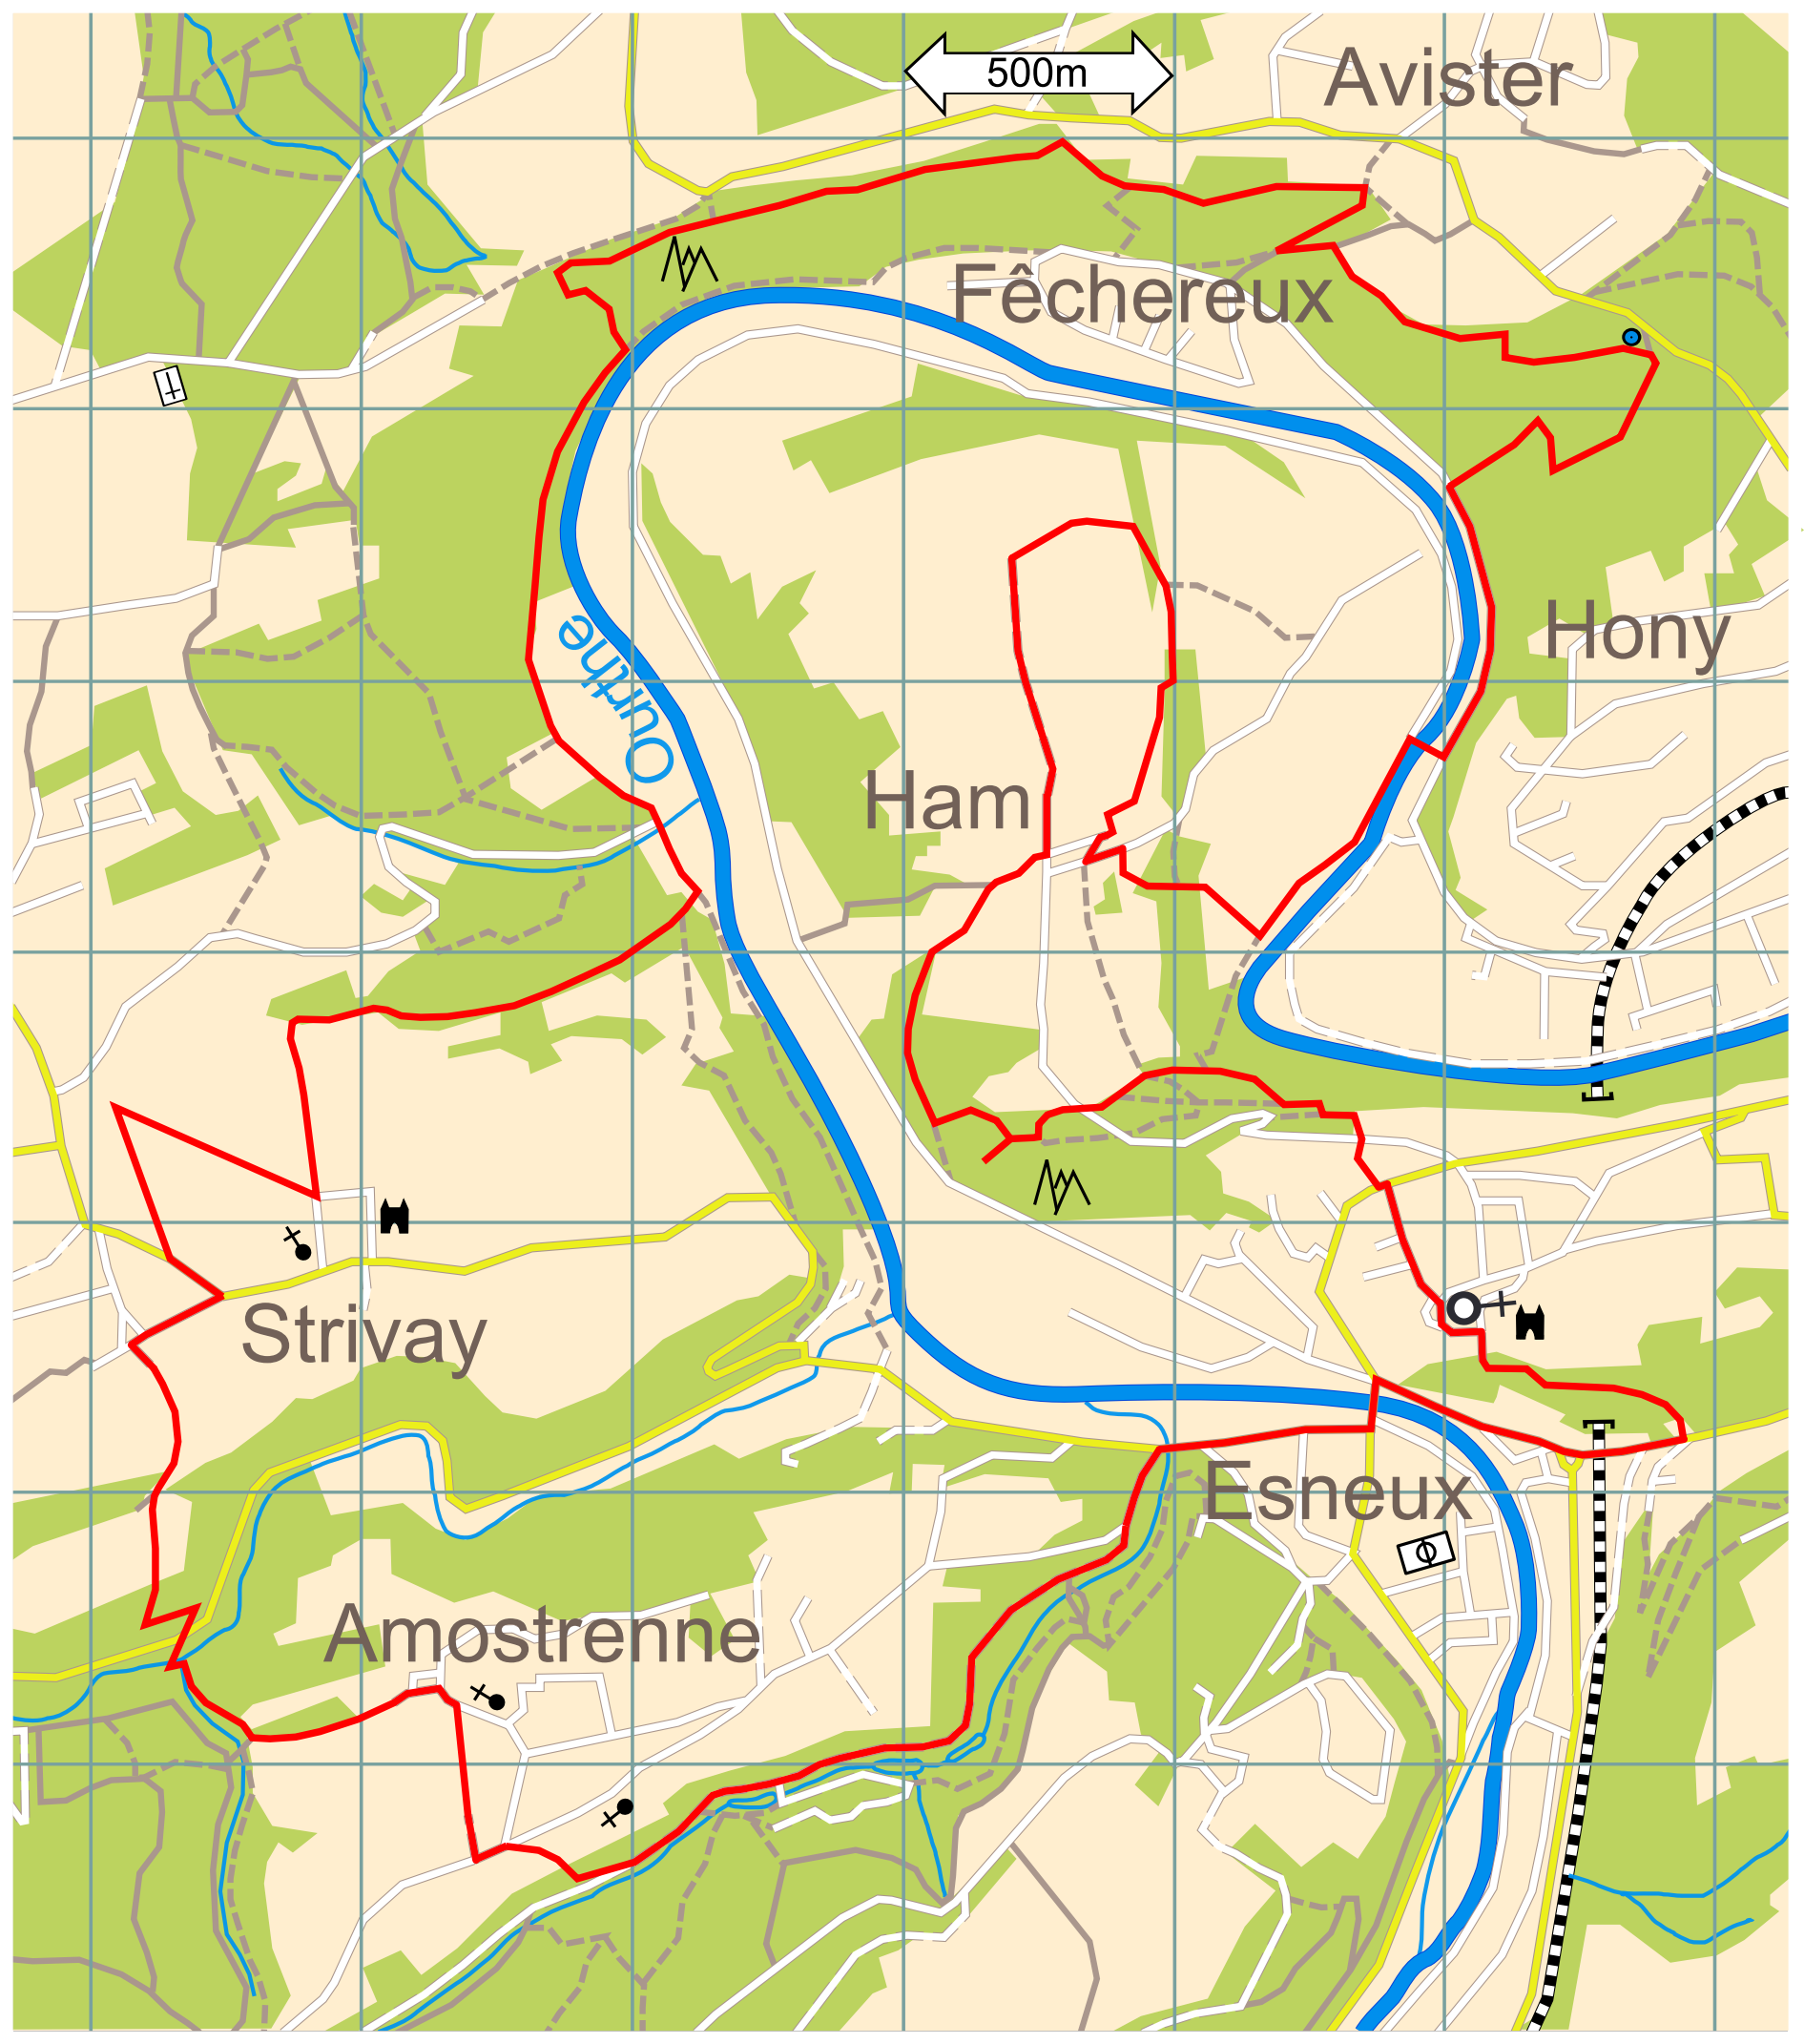 500m
Avister
Fêchereux
Hony
Ourthe
Ham
Strivay
Esneux
Amostrenne